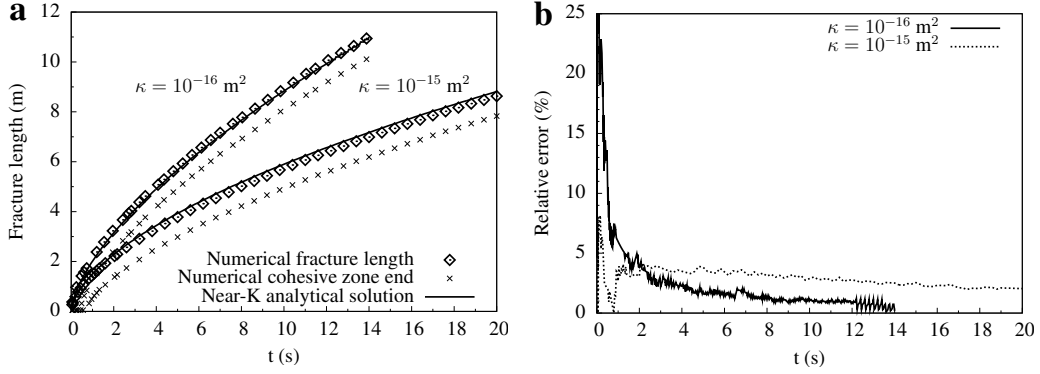 a
12
10
8
6
4
2
0
Fracture length (m)
κ = 10⁻¹⁶ m²
κ = 10⁻¹⁵ m²
Numerical fracture length
Numerical cohesive zone end
Near-K analytical solution
0 2 4 6 8 10 12 14 16 18 20
t (s)
b
25
20
15
10
5
0
Relative error (%)
κ = 10⁻¹⁶ m²
κ = 10⁻¹⁵ m²
0 2 4 6 8 10 12 14 16 18 20
t (s)